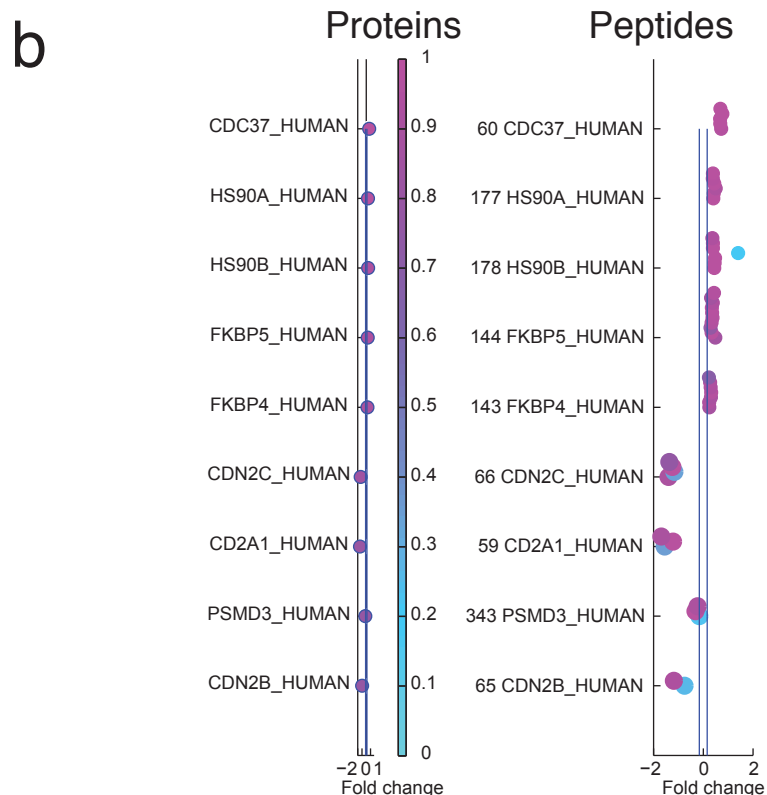 b
Proteins
Peptides
1
CDC37_HUMAN
0.9
60 CDC37_HUMAN
HS90A_HUMAN
0.8
177 HS90A_HUMAN
HS90B_HUMAN
0.7
178 HS90B_HUMAN
FKBP5_HUMAN
0.6
144 FKBP5_HUMAN
FKBP4_HUMAN
0.5
143 FKBP4_HUMAN
CDN2C_HUMAN
0.4
66 CDN2C_HUMAN
CD2A1_HUMAN
0.3
59 CD2A1_HUMAN
PSMD3_HUMAN
0.2
343 PSMD3_HUMAN
CDN2B_HUMAN
0.1
65 CDN2B_HUMAN
0
−2 0 1
−2 0 2
Fold change
Fold change